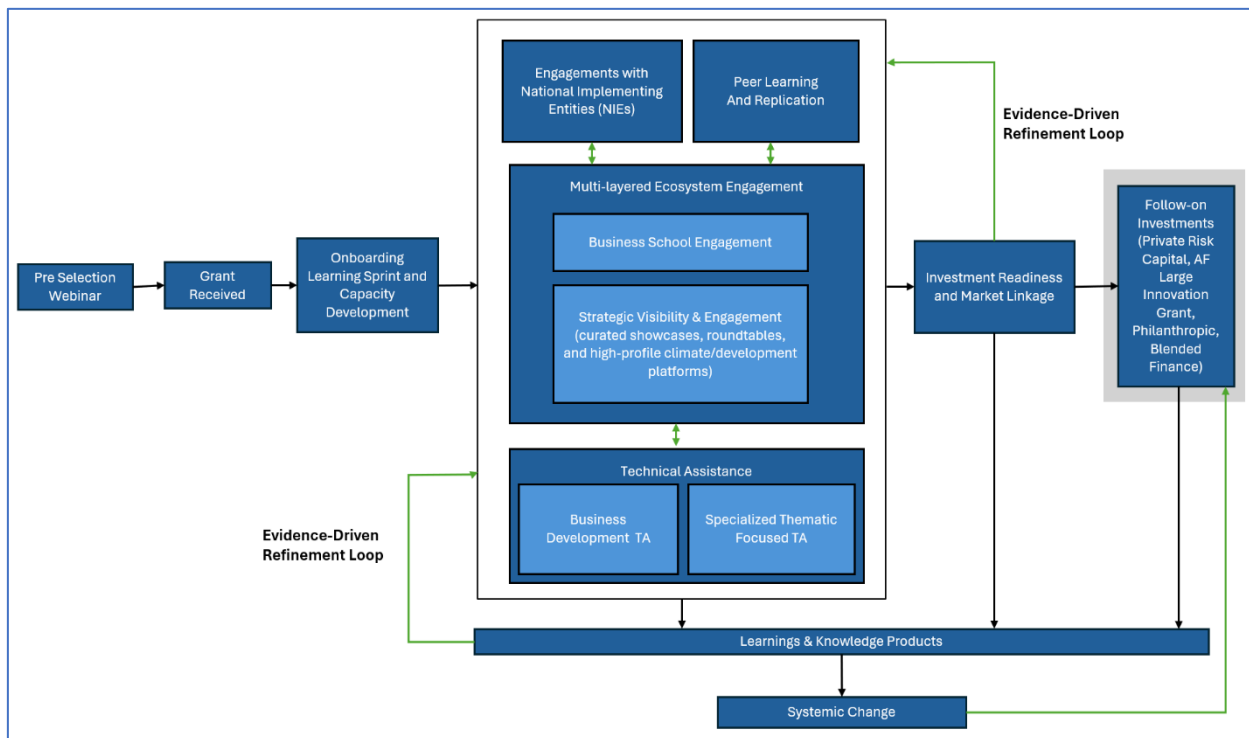 Pre Selection
Webinar
Grant
Received
Onboarding
Learning Sprint and
Capacity
Development
Engagements with
National Implementing
Entities (NIEs)
Peer Learning
And Replication
Multi-layered Ecosystem Engagement
Business School Engagement
Strategic Visibility & Engagement
(curated showcases, roundtables,
and high-profile climate/development
platforms)
Technical Assistance
Business
Development TA
Specialized Thematic
Focused TA
Evidence-Driven
Refinement Loop
Investment Readiness
and Market Linkage
Evidence-Driven
Refinement Loop
Follow-on
Investments
(Private Risk
Capital, AF
Large
Innovation
Grant,
Philanthropic,
Blended
Finance)
Learnings & Knowledge Products
Systemic Change